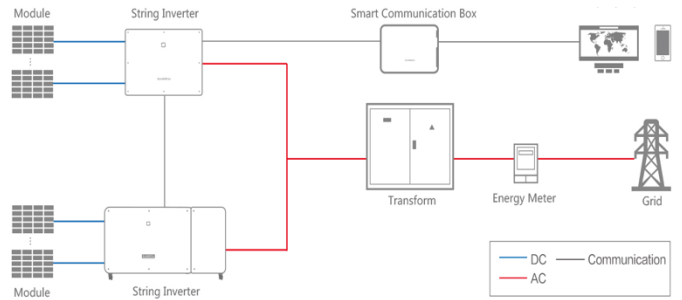 Module
String Inverter
Smart Communication Box
Transform
Energy Meter
Grid
Module
String Inverter
DC
Communication
AC